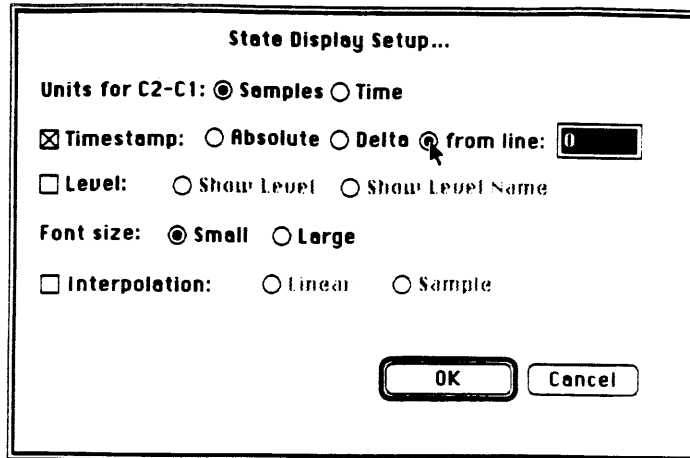 State Display Setup...
Units for C2-C1: Samples Time
Timestamp: Absolute Delta from line: 0
Level: Show Level Show Level Name
Font size: Small Large
Interpolation: Linear Sample
OK Cancel